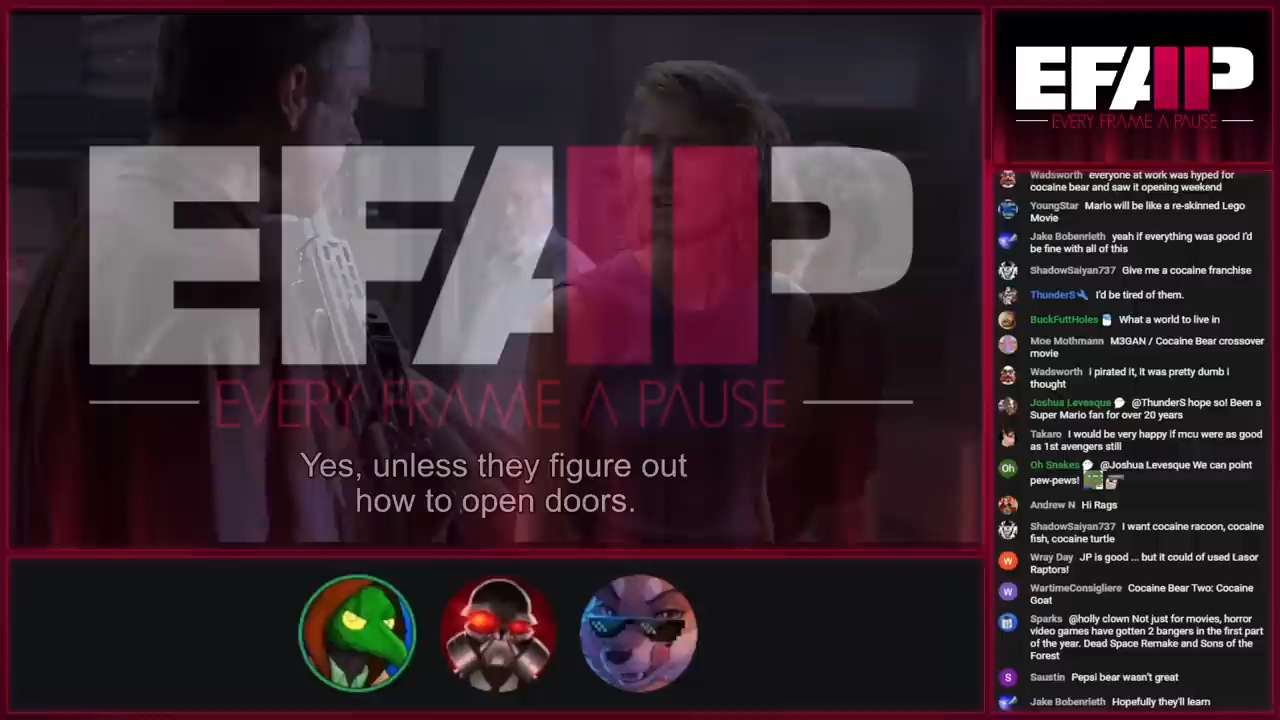 EFAP
EVERY FRAME A PAUSE
Yes, unless they figure out
how to open doors.
EFAP
EVERY FRAME A PAUSE
Wadsworth everyone at work was hyped for
cocaine bear and saw it opening weekend
YoungStar Mario will be like a re-skinned Lego
Movie
Jake Bobenrieth yeah if everything was good I'd
be fine with all of this
ShadowSaiyan737 Give me a cocaine franchise
ThunderS I'd be tired of them.
BuckFuttHoles What a world to live in
Moe Mothmann M3GAN / Cocaine Bear crossover
movie
Wadsworth i pirated it, it was pretty dumb i
thought
Joshua Levesque @ThunderS hope so! Been a
Super Mario fan for over 20 years
Takaro I would be very happy if mcu were as good
as 1st avengers still
Oh
Oh Snakes @Joshua Levesque We can point
pew-pews!
Andrew N Hi Rags
ShadowSaiyan737 I want cocaine racoon, cocaine
fish, cocaine turtle
W
Wray Day JP is good ... but it could of used Lasor
Raptors!
W
WartimeConsigliere Cocaine Bear Two: Cocaine
Goat
Sparks @holly clown Not just for movies, horror
video games have gotten 2 bangers in the first part
of the year. Dead Space Remake and Sons of the
Forest
S
Saustin Pepsi bear wasn't great
Jake Bobenrieth Hopefully they'll learn